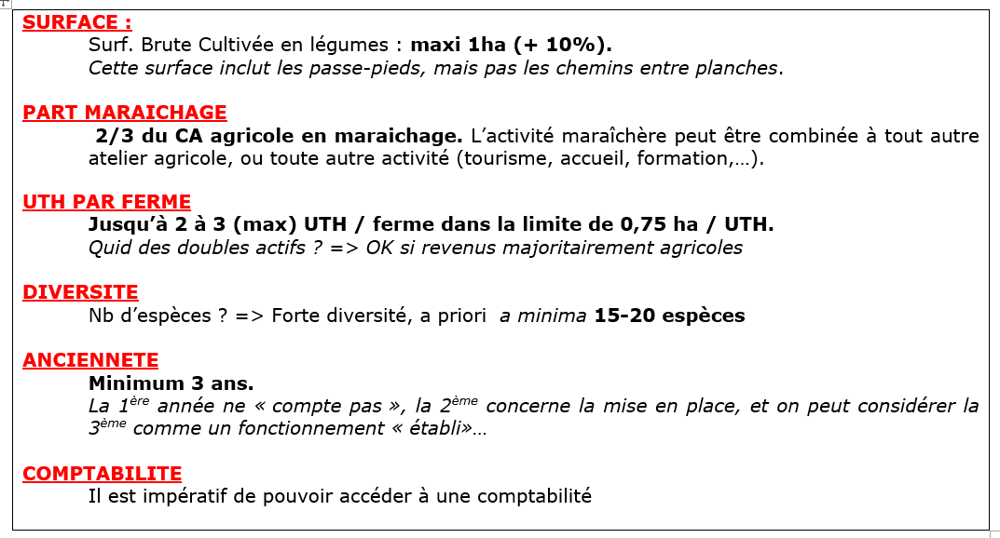 SURFACE :
Surf. Brute Cultivée en légumes : maxi 1ha (+ 10%).
Cette surface inclut les passe-pieds, mais pas les chemins entre planches.
PART MARAICHAGE
2/3 du CA agricole en maraichage. L’activité maraîchère peut être combinée à tout autre
atelier agricole, ou toute autre activité (tourisme, accueil, formation,…).
UTH PAR FERME
Jusqu’à 2 à 3 (max) UTH / ferme dans la limite de 0,75 ha / UTH.
Quid des doubles actifs ? => OK si revenus majoritairement agricoles
DIVERSITE
Nb d’espèces ? => Forte diversité, a priori a minima 15-20 espèces
ANCIENNETE
Minimum 3 ans.
La 1ère année ne « compte pas », la 2ème concerne la mise en place, et on peut considérer la
3ème comme un fonctionnement « établi»…
COMPTABILITE
Il est impératif de pouvoir accéder à une comptabilité